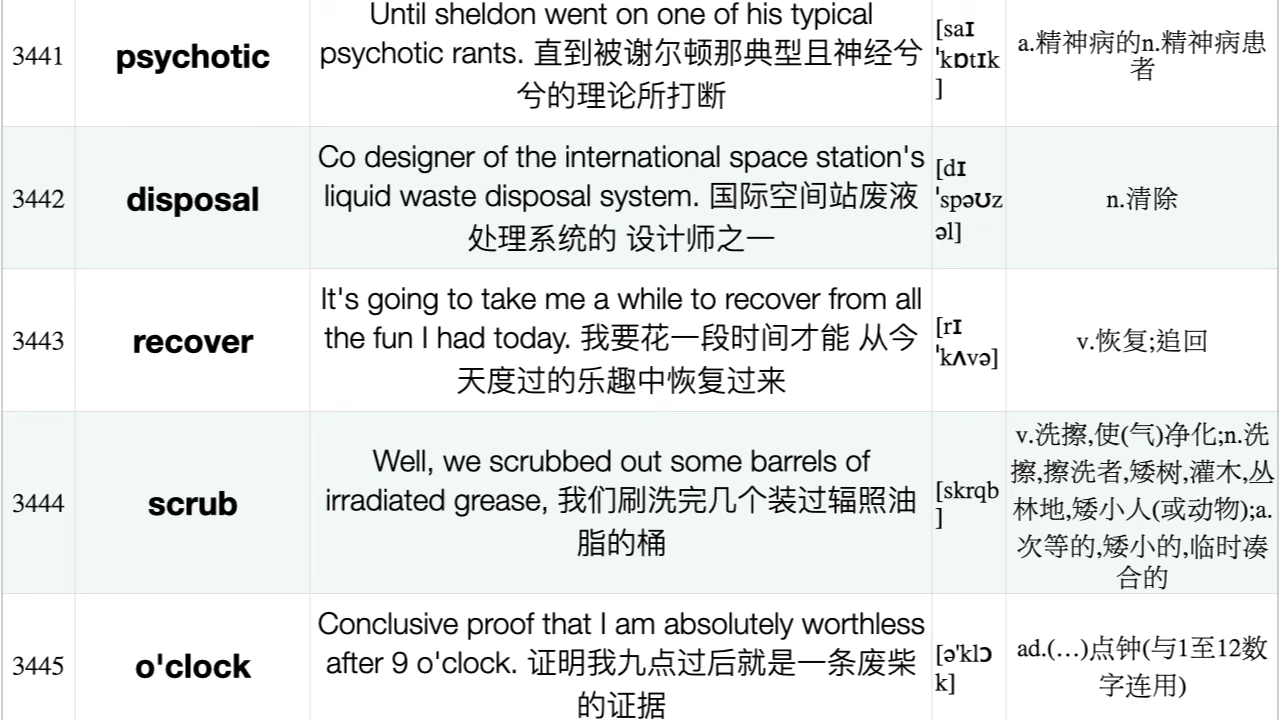 Until sheldon went on one of his typical
3441 psychotic psychotic rants. 直到被谢尔顿那典型且神经兮
兮的理论所打断
[saɪ
ˈkɒtɪk
]
a.精神病的n.精神病患
者
Co designer of the international space station's
3442 disposal liquid waste disposal system. 国际空间站废液
处理系统的 设计师之一
[dɪ
ˈspəʊz
əl]
n.清除
It's going to take me a while to recover from all
3443 recover the fun I had today. 我要花一段时间才能 从今
天度过的乐趣中恢复过来
[rɪ
ˈkʌvə]
v.恢复;追回
Well, we scrubbed out some barrels of
3444 scrub irradiated grease, 我们刷洗完几个装过辐照油
脂的桶
[skrqb
]
v.洗擦,使(气)净化;n.洗
擦,擦洗者,矮树,灌木,丛
林地,矮小人(或动物);a.
次等的,矮小的,临时凑
合的
Conclusive proof that I am absolutely worthless
3445 o'clock after 9 o'clock. 证明我九点过后就是一条废柴
的证据
[ə'klɔ
k]
ad.(…)点钟(与1至12数
字连用)